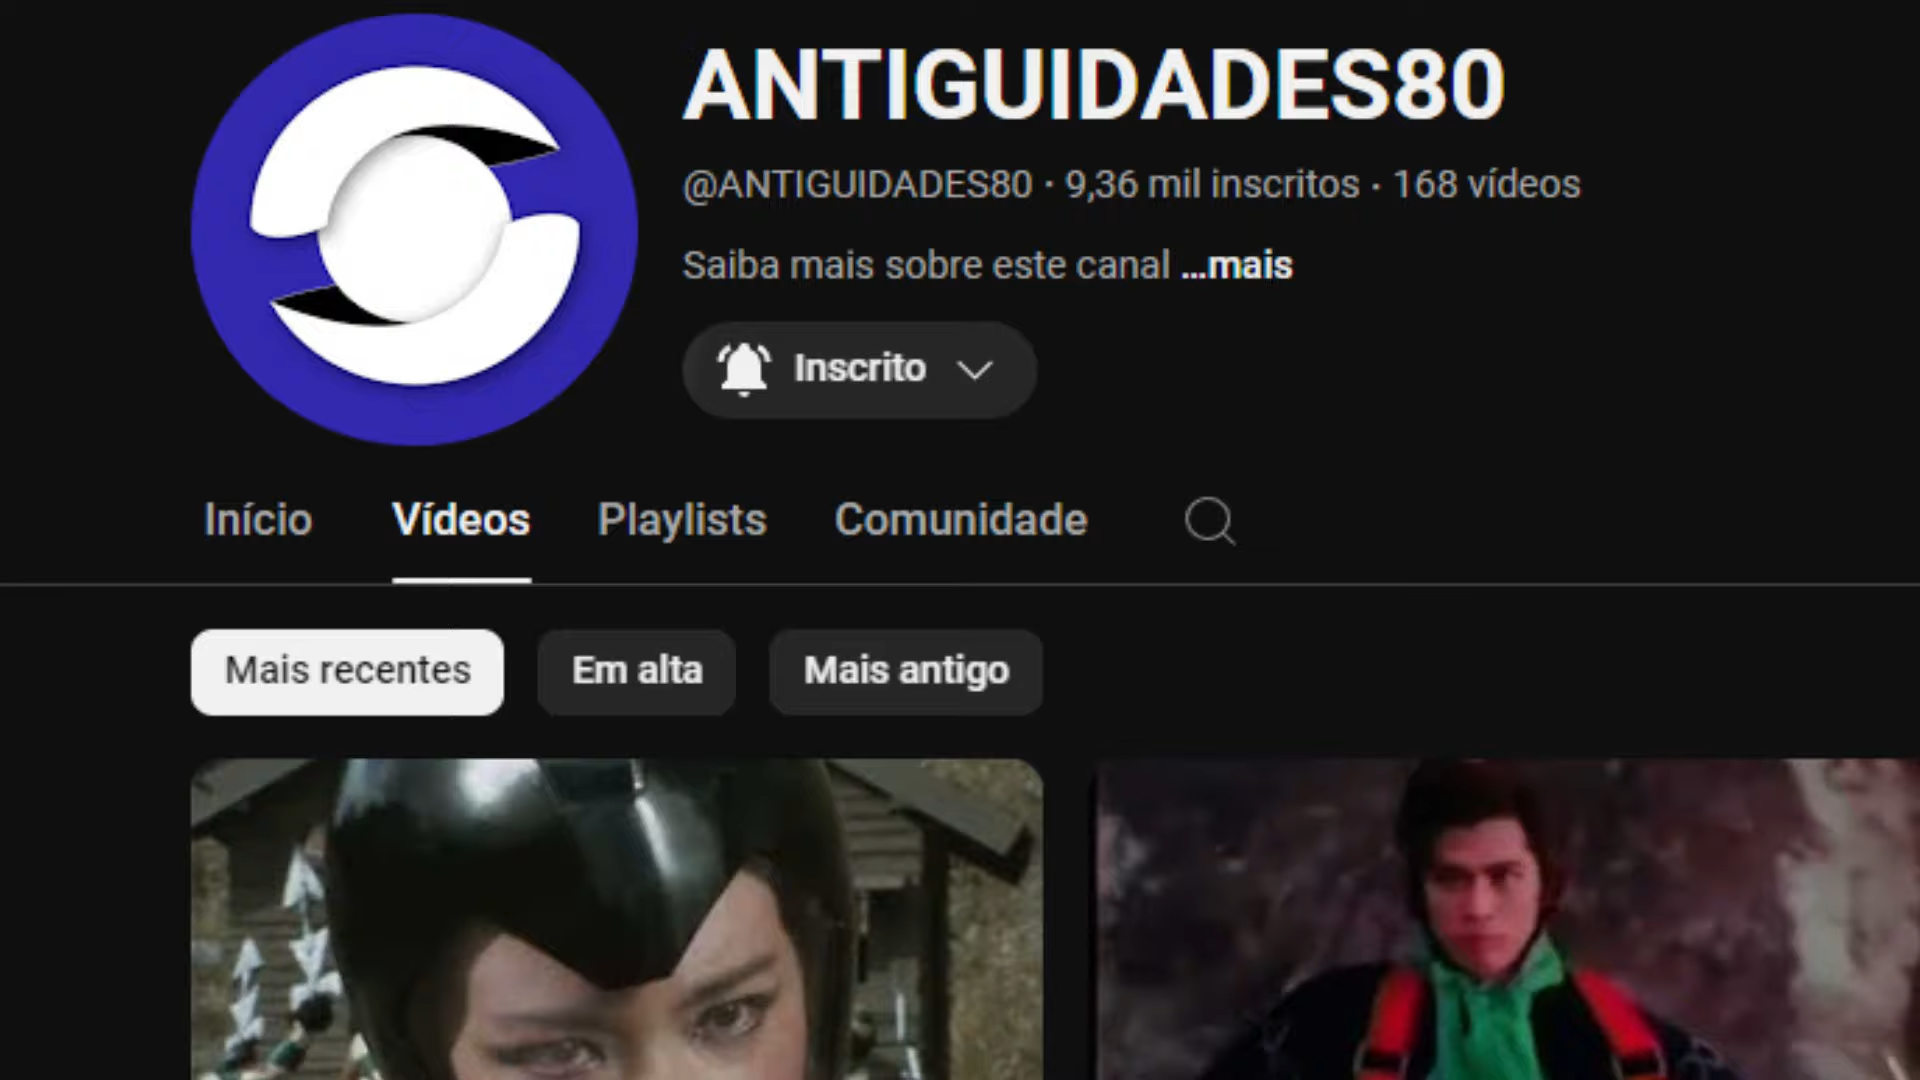 ANTIGUIDADES80
@ANTIGUIDADES80 · 9,36 mil inscritos · 168 vídeos
Saiba mais sobre este canal ...mais
Inscrito
Início Vídeos Playlists Comunidade
Mais recentes Em alta Mais antigo